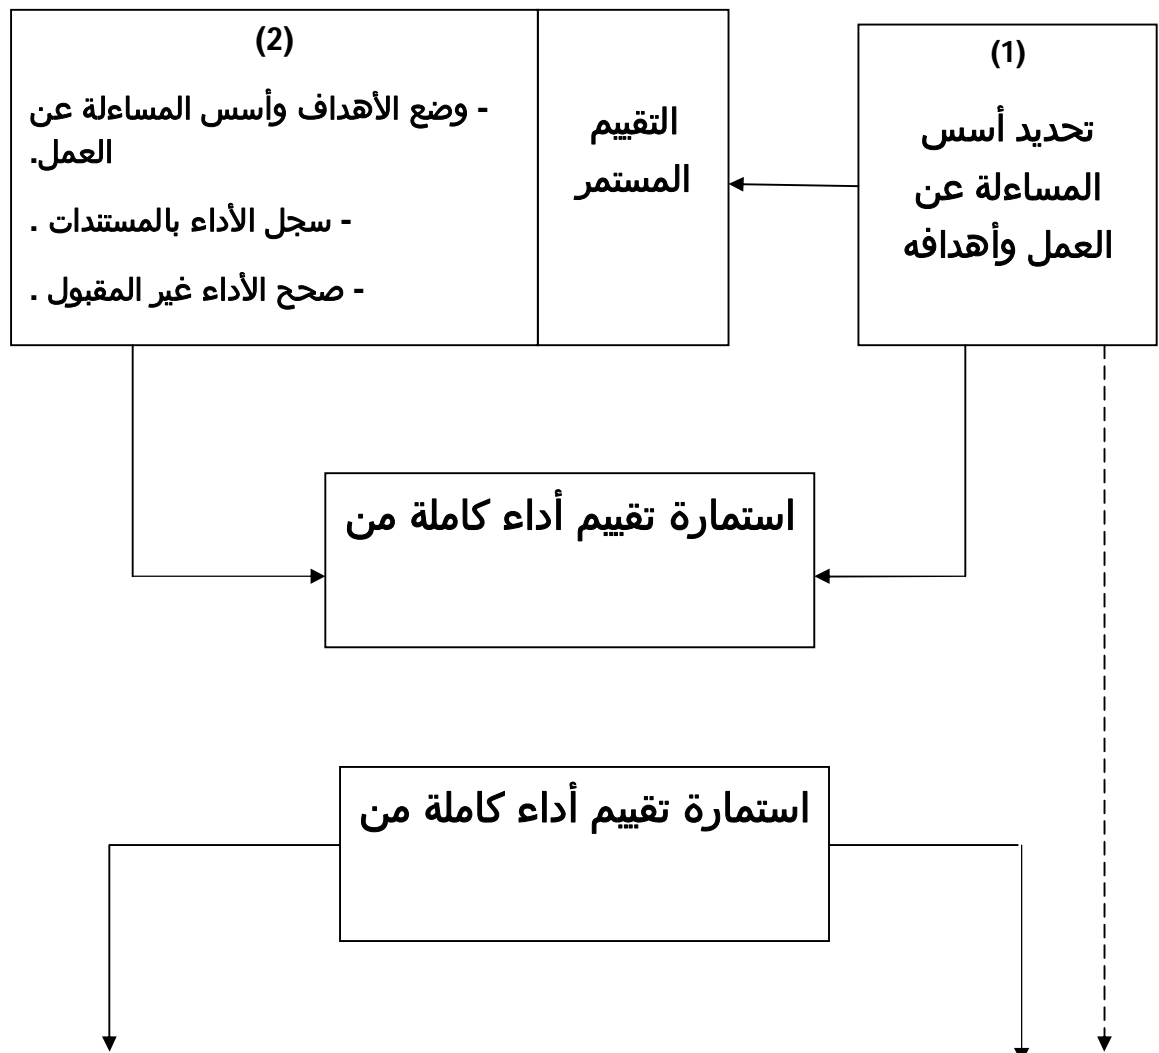 (1)
تحديد أسس
المساءلة عن
العمل وأهدافه
التقييم
المستمر
(2)
- وضع الأهداف وأسس المساءلة عن
العمل.
- سجل الأداء بالمستندات .
- صحح الأداء غير المقبول .
استمارة تقييم أداء كاملة من
استمارة تقييم أداء كاملة من